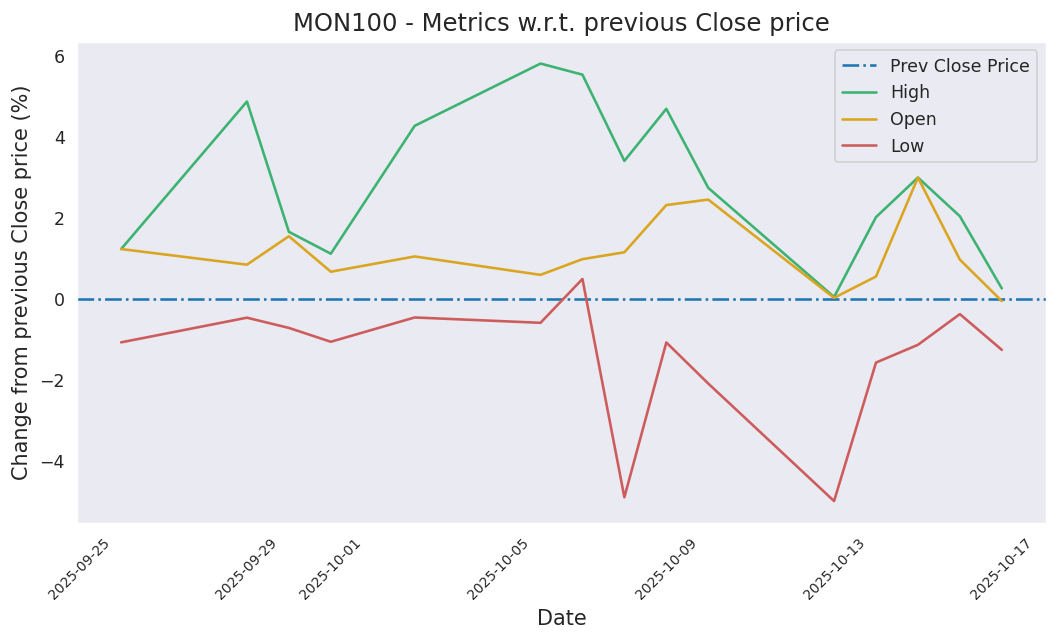 MON100 - Metrics w.r.t. previous Close price
Change from previous Close price (%)
6
4
2
0
−2
−4
Prev Close Price
High
Open
Low
2025-09-25
2025-09-29
2025-10-01
2025-10-05
2025-10-09
2025-10-13
2025-10-17
Date